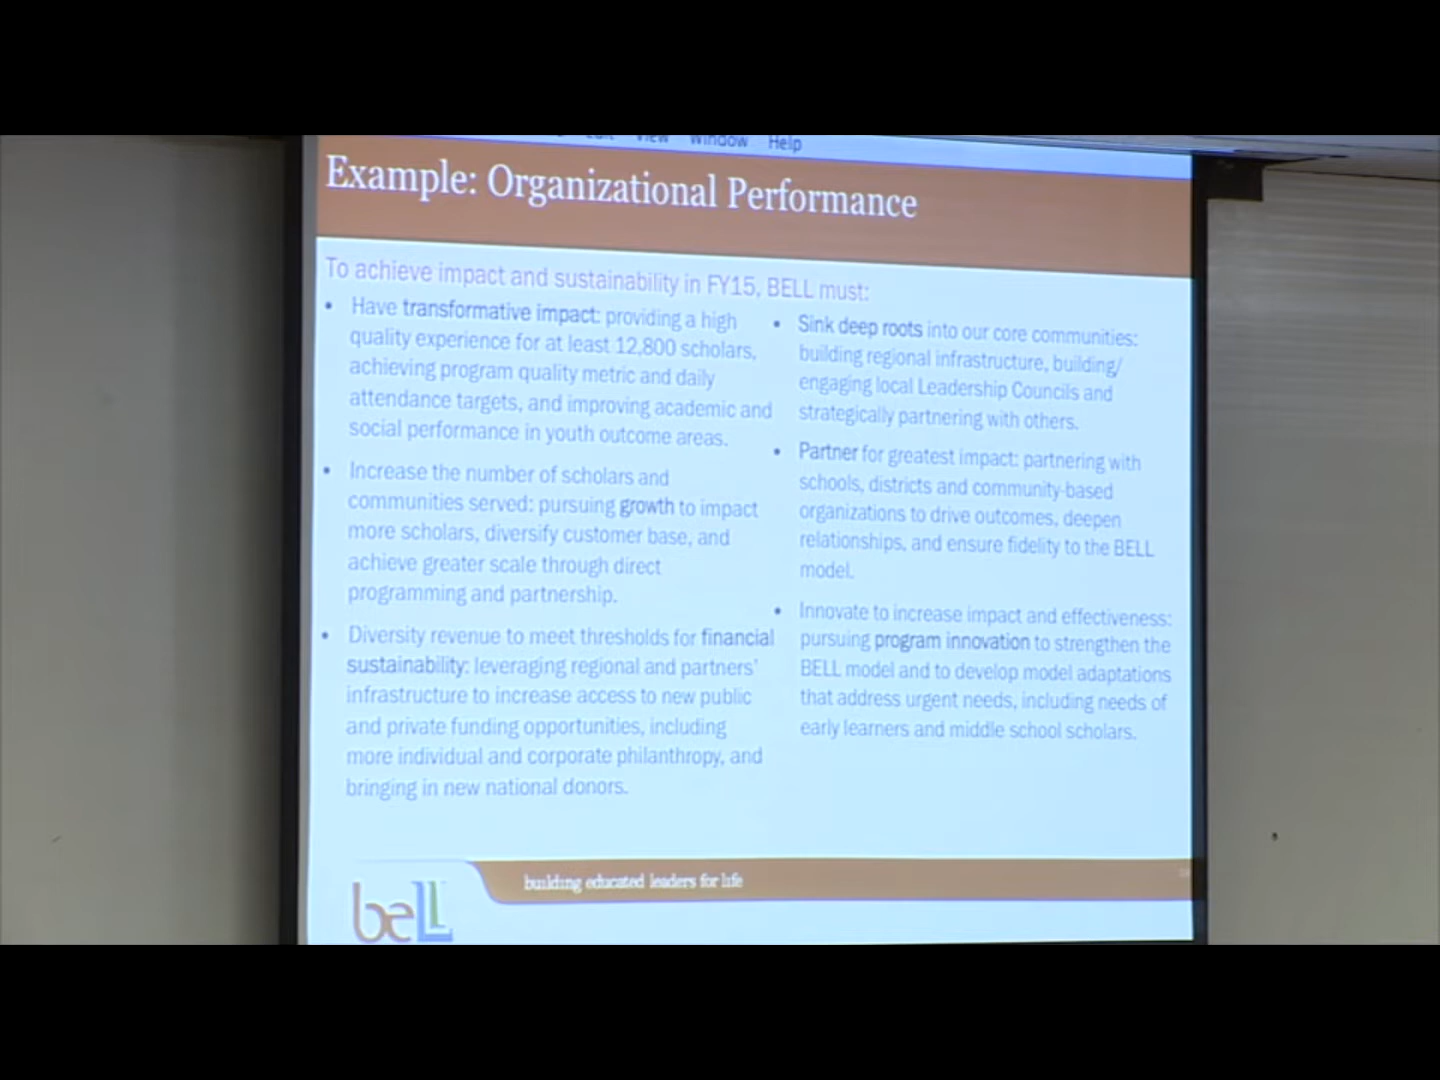 Edit View Window Help
Example: Organizational Performance
To achieve impact and sustainability in FY15, BELL must:
• Have transformative impact: providing a high
quality experience for at least 12,800 scholars,
achieving program quality metric and daily
attendance targets, and improving academic and
social performance in youth outcome areas.
• Increase the number of scholars and
communities served: pursuing growth to impact
more scholars, diversify customer base, and
achieve greater scale through direct
programming and partnership.
• Diversity revenue to meet thresholds for financial
sustainability: leveraging regional and partners'
infrastructure to increase access to new public
and private funding opportunities, including
more individual and corporate philanthropy, and
bringing in new national donors.
• Sink deep roots into our core communities:
building regional infrastructure, building/
engaging local Leadership Councils and
strategically partnering with others.
• Partner for greatest impact: partnering with
schools, districts and community-based
organizations to drive outcomes, deepen
relationships, and ensure fidelity to the BELL
model.
• Innovate to increase impact and effectiveness:
pursuing program innovation to strengthen the
BELL model and to develop model adaptations
that address urgent needs, including needs of
early learners and middle school scholars.
building educated leaders for life
bell